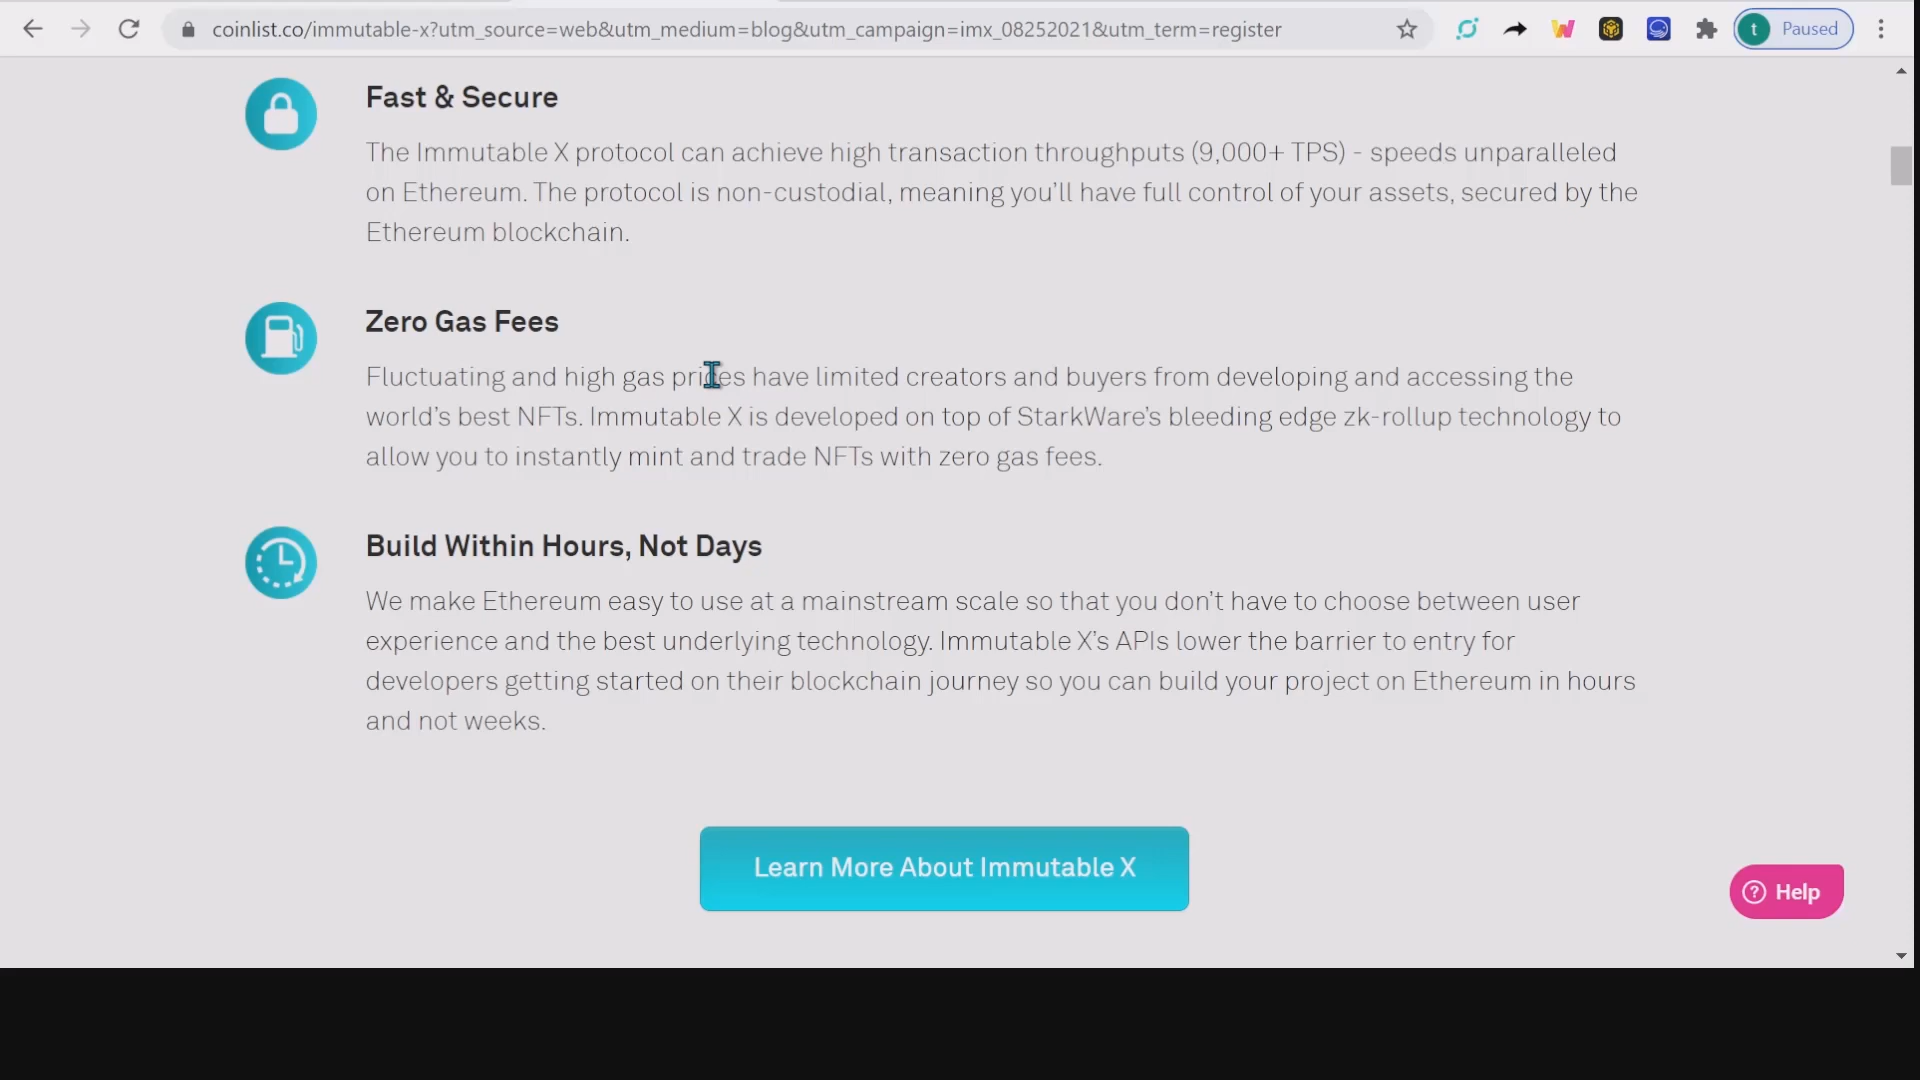 coinlist.co/immutable-x?utm_source=web&utm_medium=blog&utm_campaign=imx_08252021&utm_term=register
t
Paused
Fast & Secure
The Immutable X protocol can achieve high transaction throughputs (9,000+ TPS) - speeds unparalleled
on Ethereum. The protocol is non-custodial, meaning you'll have full control of your assets, secured by the
Ethereum blockchain.
Zero Gas Fees
Fluctuating and high gas prices have limited creators and buyers from developing and accessing the
world's best NFTs. Immutable X is developed on top of StarkWare's bleeding edge zk-rollup technology to
allow you to instantly mint and trade NFTs with zero gas fees.
Build Within Hours, Not Days
We make Ethereum easy to use at a mainstream scale so that you don't have to choose between user
experience and the best underlying technology. Immutable X's APIs lower the barrier to entry for
developers getting started on their blockchain journey so you can build your project on Ethereum in hours
and not weeks.
Learn More About Immutable X
? Help